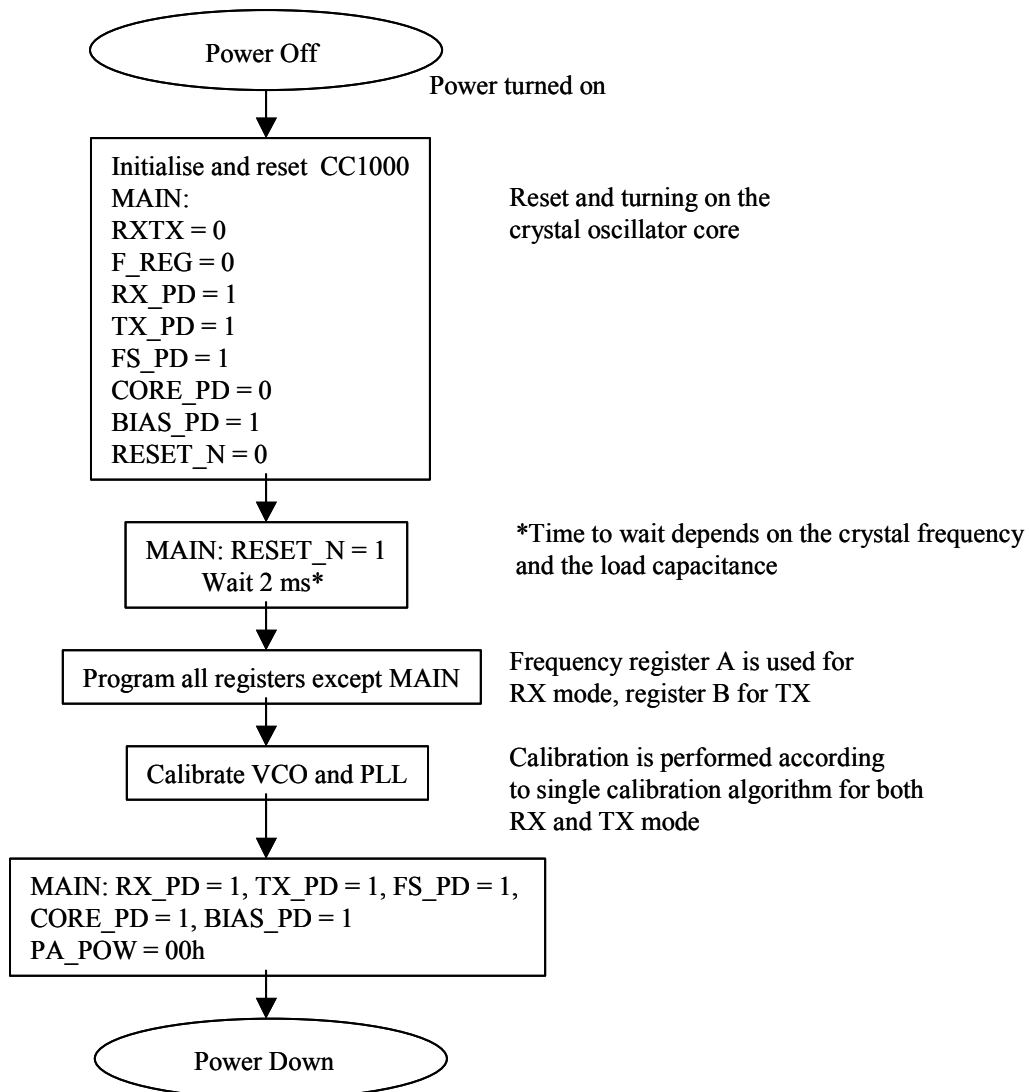 Power Off
Power turned on
Initialise and reset CC1000
MAIN:
RXTX = 0
F_REG = 0
RX_PD = 1
TX_PD = 1
FS_PD = 1
CORE_PD = 0
BIAS_PD = 1
RESET_N = 0
Reset and turning on the
crystal oscillator core
MAIN: RESET_N = 1
Wait 2 ms*
*Time to wait depends on the crystal frequency
and the load capacitance
Program all registers except MAIN
Frequency register A is used for
RX mode, register B for TX
Calibrate VCO and PLL
Calibration is performed according
to single calibration algorithm for both
RX and TX mode
MAIN: RX_PD = 1, TX_PD = 1, FS_PD = 1,
CORE_PD = 1, BIAS_PD = 1
PA_POW = 00h
Power Down